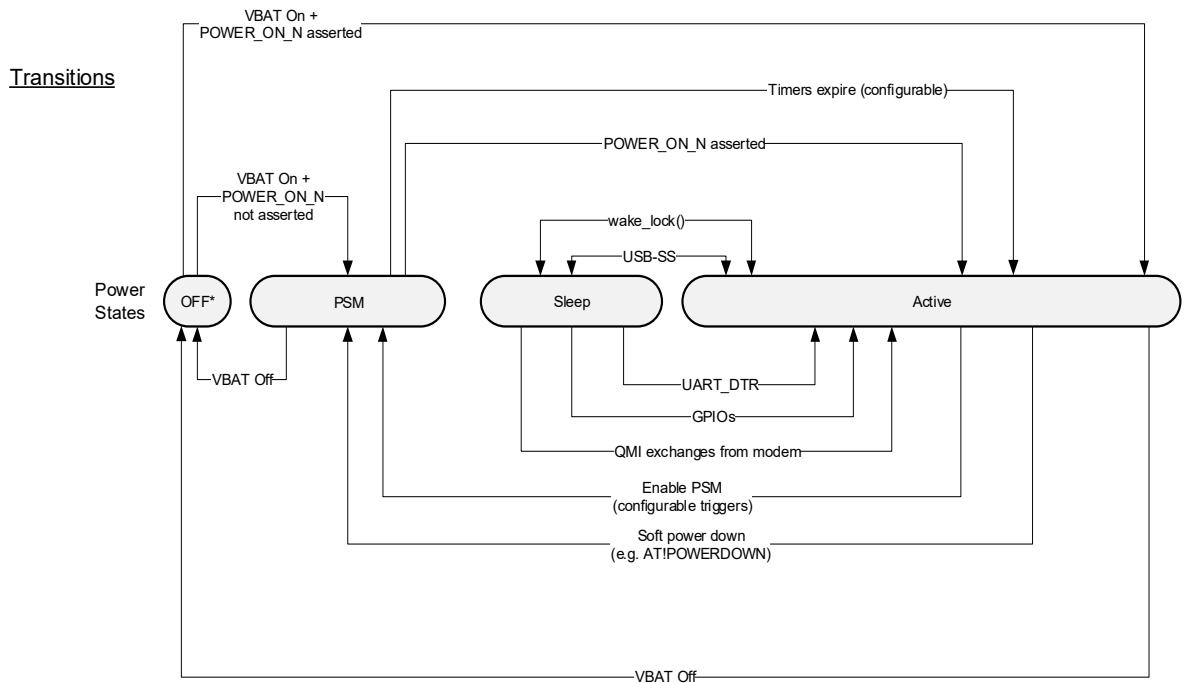 VBAT On +
POWER_ON_N asserted
Transitions
Timers expire (configurable)
POWER_ON_N asserted
VBAT On +
POWER_ON_N
not asserted
wake_lock()
USB-SS
Power
States
OFF*
PSM
Sleep
Active
VBAT Off
UART_DTR
GPIOs
QMI exchanges from modem
Enable PSM
(configurable triggers)
Soft power down
(e.g. AT!POWERDOWN)
VBAT Off